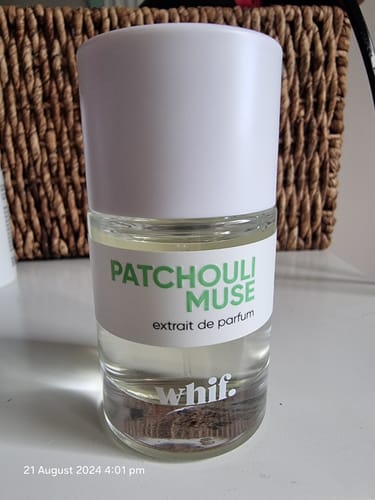 PATCHOULI
MUSE
extrait de parfum
whif.
21 August 2024 4:01 pm